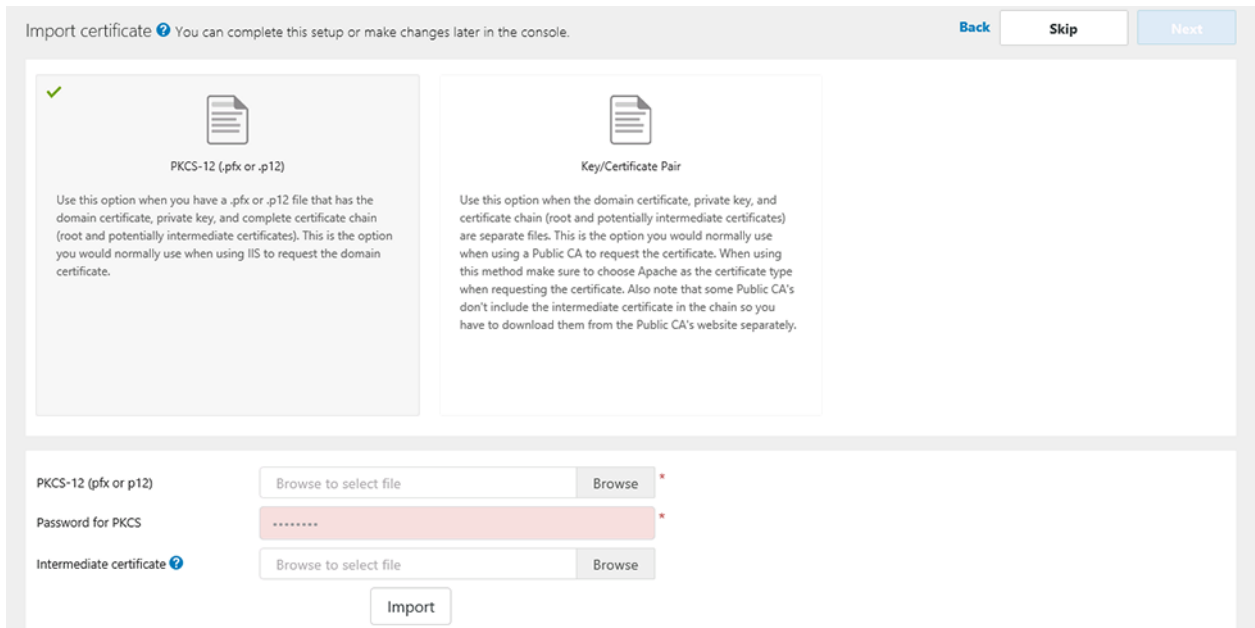 Import certificate ? You can complete this setup or make changes later in the console.
Back
Skip
Next
PKCS-12 (.pfx or .p12)
Use this option when you have a .pfx or .p12 file that has the
domain certificate, private key, and complete certificate chain
(root and potentially intermediate certificates). This is the option
you would normally use when using IIS to request the domain
certificate.
Key/Certificate Pair
Use this option when the domain certificate, private key, and
certificate chain (root and potentially intermediate certificates)
are separate files. This is the option you would normally use
when using a Public CA to request the certificate. When using
this method make sure to choose Apache as the certificate type
when requesting the certificate. Also note that some Public CA's
don't include the intermediate certificate in the chain so you
have to download them from the Public CA's website separately.
PKCS-12 (pfx or p12)
Browse to select file
Browse
*
Password for PKCS
••••••••
*
Intermediate certificate ?
Browse to select file
Browse
Import